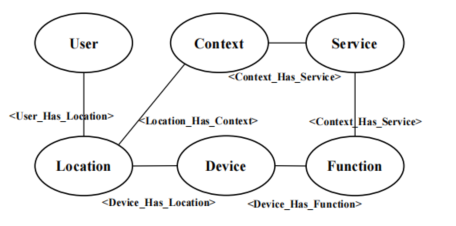 User
Context
Service
<Context_Has_Service>
<User_Has_Location>
<Location_Has_Context>
<Context_Has_Service>
Location
Device
Function
<Device_Has_Location>
<Device_Has_Function>